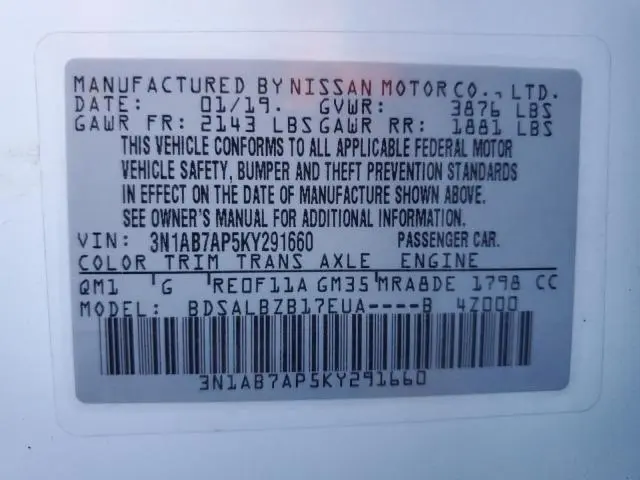 MANUFACTURED BY NISSAN MOTOR CO., LTD.
DATE: 01/19. GVWR: 3876 LBS
GAWR FR: 2143 LBS GAWR RR: 1881 LBS
THIS VEHICLE CONFORMS TO ALL APPLICABLE FEDERAL MOTOR
VEHICLE SAFETY, BUMPER AND THEFT PREVENTION STANDARDS
IN EFFECT ON THE DATE OF MANUFACTURE SHOWN ABOVE.
SEE OWNER'S MANUAL FOR ADDITIONAL INFORMATION.
VIN: 3N1AB7AP5KY291660 PASSENGER CAR.
COLOR TRIM TRANS AXLE ENGINE
QM1 G RE0F11A GM35 MRA8DE 1798 CC
MODEL: BDSALBZB17EUA----B 4Z000
3N1AB7AP5KY291660